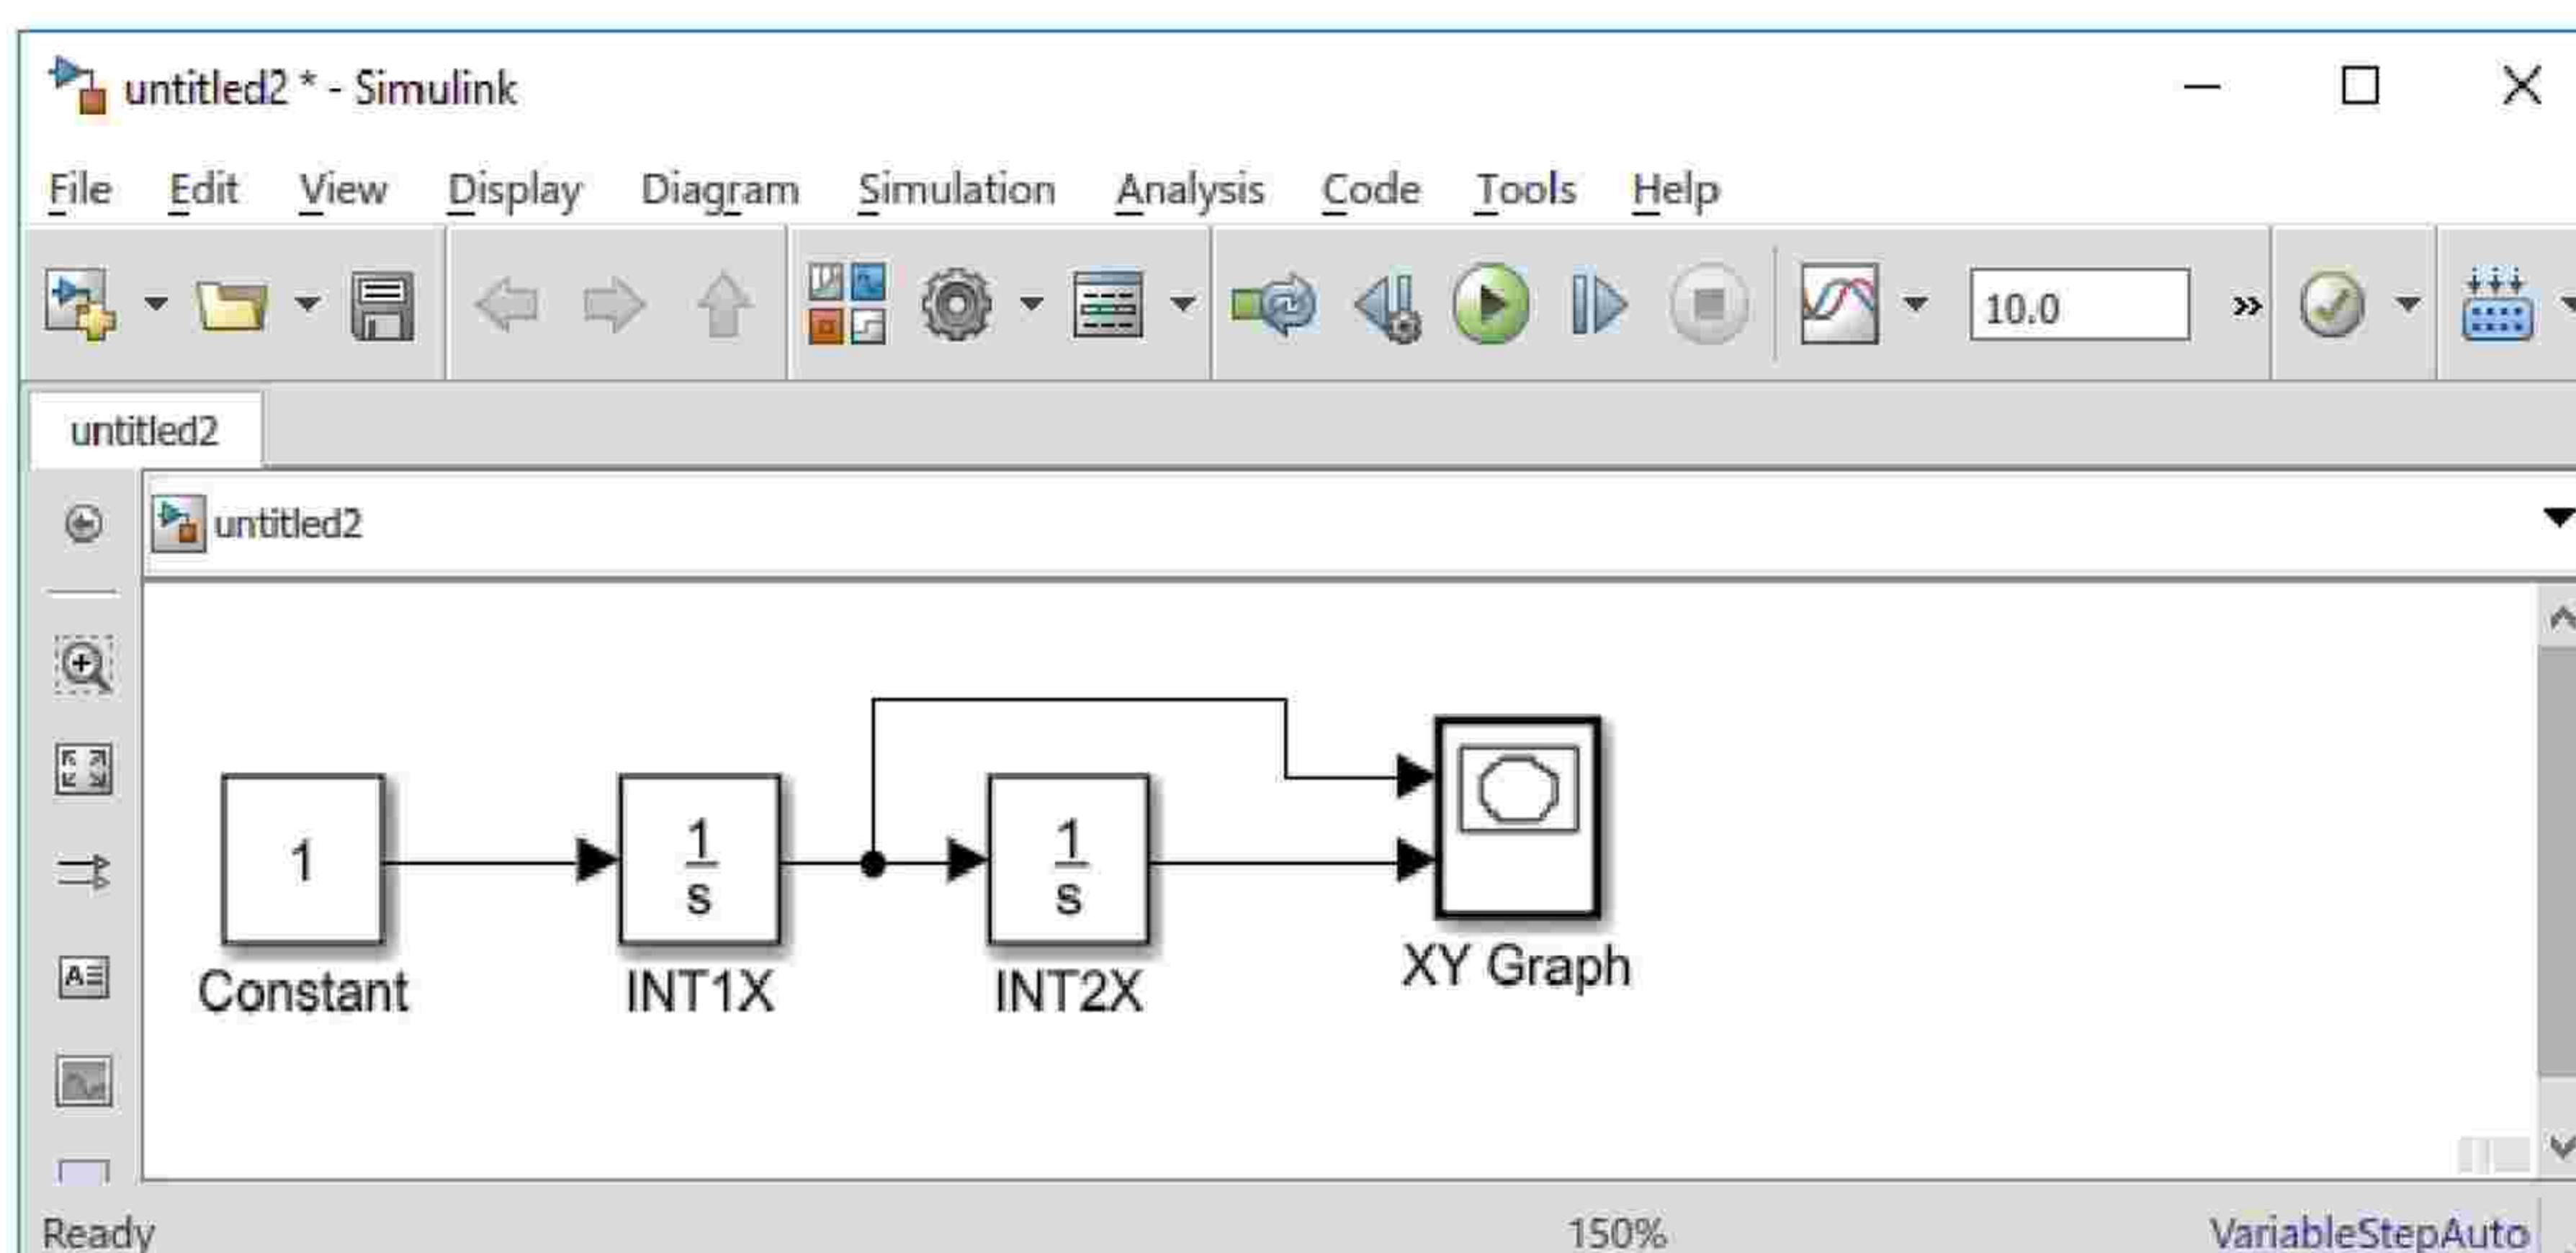 untitled2 * - Simulink
File Edit View Display Diagram Simulation Analysis Code Tools Help
10.0 »
untitled2
untitled2
1
1
s
1
s
Constant INT1X INT2X XY Graph
Ready 150% VariableStepAuto